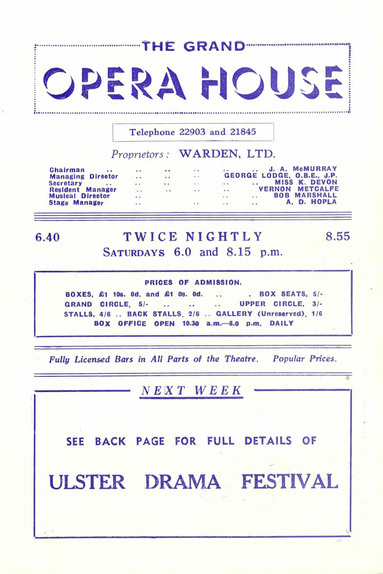 THE GRAND
OPERA HOUSE
Telephone 22903 and 21845
Proprietors : WARDEN, LTD.
Chairman .. .. .. .. .. J. A. McMURRAY
Managing Director .. .. .. GEORGE LODGE, O.B.E., J.P.
Secretary .. .. .. .. .. MISS K. DEVON
Resident Manager .. .. .. .. VERNON METCALFE
Musical Director .. .. .. BOB MARSHALL
Stage Manager .. .. .. A. D. HOPLA
6.40 TWICE NIGHTLY 8.55
SATURDAYS 6.0 and 8.15 p.m.
PRICES OF ADMISSION.
BOXES, £1 10s. 0d. and £1 0s. 0d. .. . BOX SEATS, 5/-
GRAND CIRCLE, 5/- .. .. .. UPPER CIRCLE, 3/-
STALLS, 4/6 .. BACK STALLS, 2/6 .. GALLERY (Unreserved), 1/6
BOX OFFICE OPEN 10.30 a.m.—8.0 p.m. DAILY
Fully Licensed Bars in All Parts of the Theatre. Popular Prices.
NEXT WEEK
SEE BACK PAGE FOR FULL DETAILS OF
ULSTER DRAMA FESTIVAL